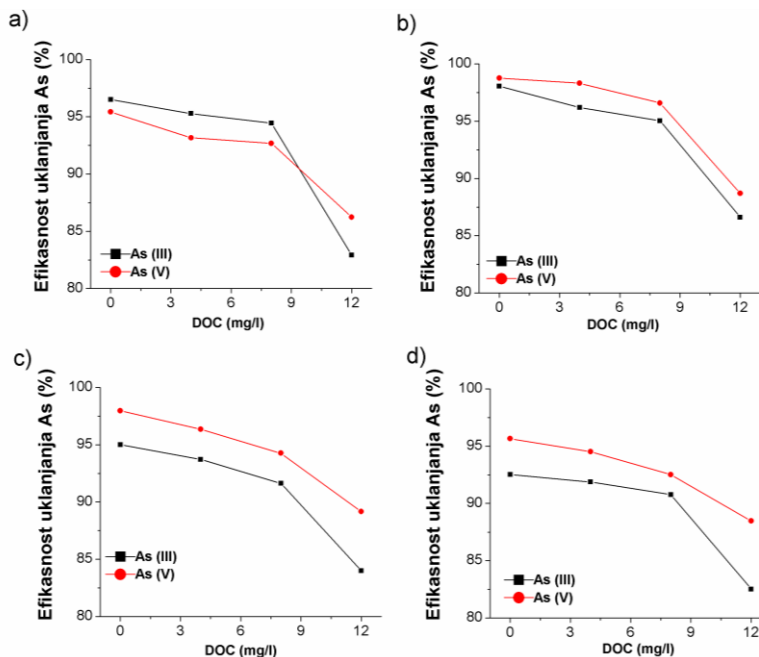 a)
Efikasnost uklanjanja As (%)
100
95
90
85
80
As (III)
As (V)
0 3 6 9 12
DOC (mg/l)
b)
Efikasnost uklanjanja As (%)
100
95
90
85
80
As (III)
As (V)
0 3 6 9 12
DOC (mg/l)
c)
Efikasnost uklanjanja As (%)
100
95
90
85
80
As (III)
As (V)
0 3 6 9 12
DOC (mg/l)
d)
Efikasnost uklanjanja As (%)
100
95
90
85
80
As (III)
As (V)
0 3 6 9 12
DOC (mg/l)